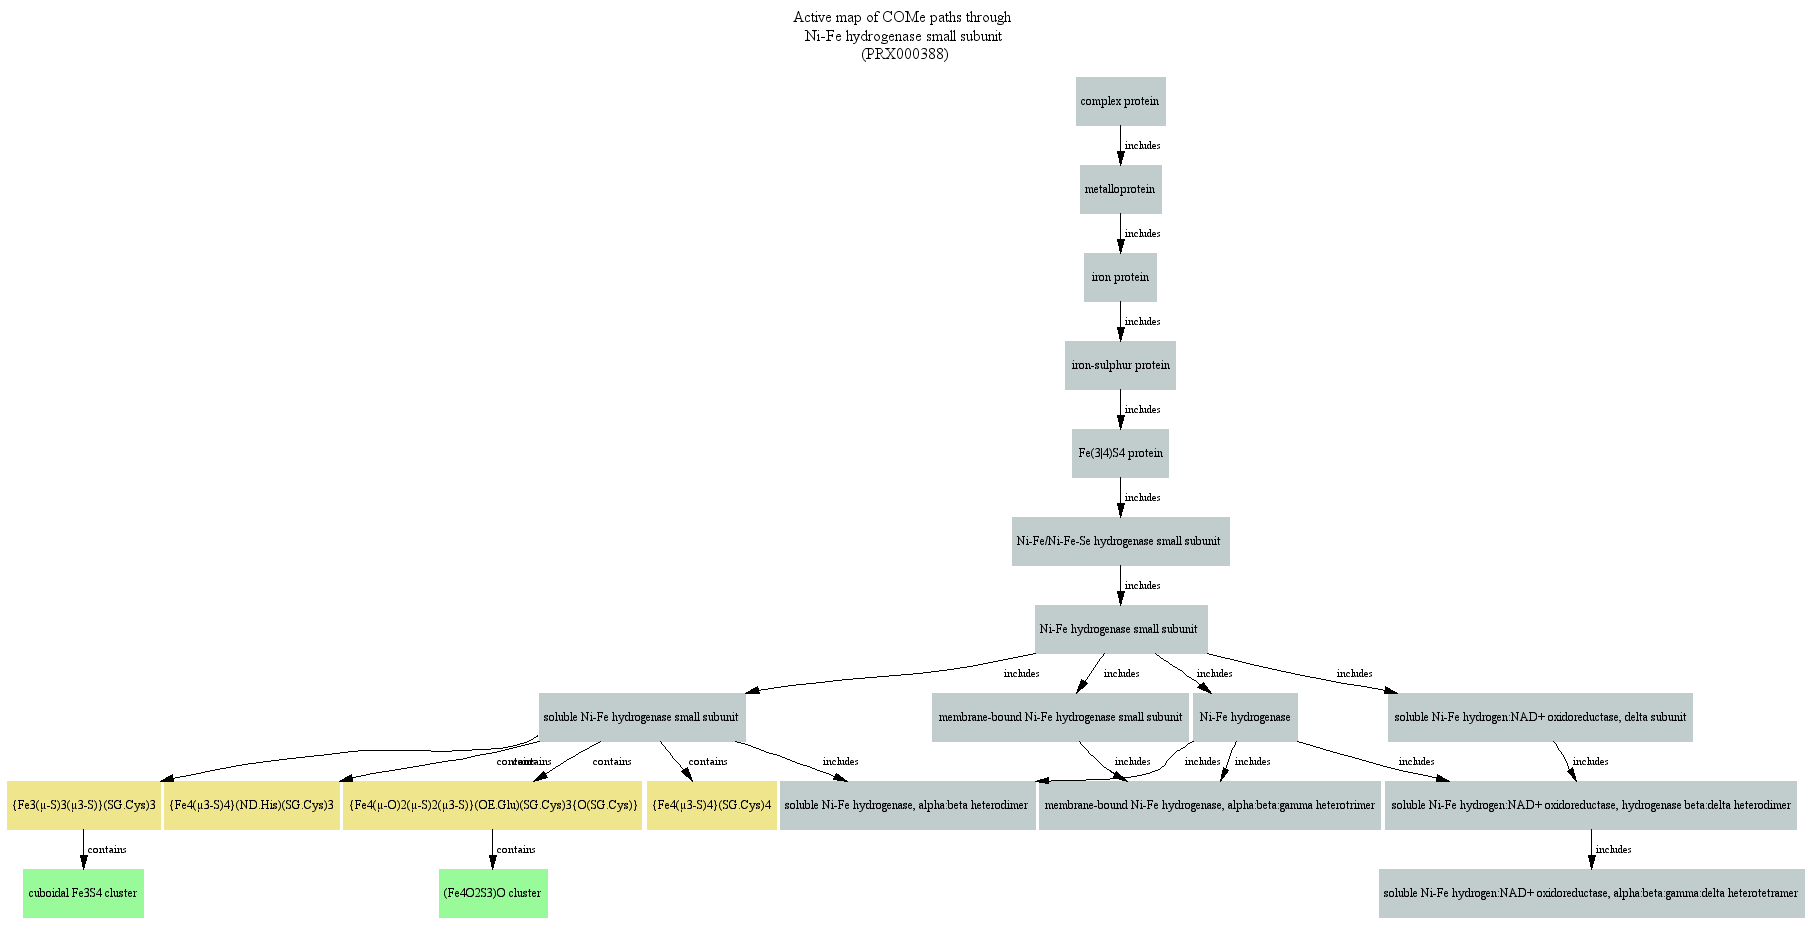 Active map of COMe paths through
Ni-Fe hydrogenase small subunit
(PRX000388)
complex protein
includes
metalloprotein
includes
iron protein
includes
iron-sulphur protein
includes
Fe(3|4)S4 protein
includes
Ni-Fe/Ni-Fe-Se hydrogenase small subunit
includes
Ni-Fe hydrogenase small subunit
includes includes includes includes
soluble Ni-Fe hydrogenase small subunit
membrane-bound Ni-Fe hydrogenase small subunit
Ni-Fe hydrogenase
soluble Ni-Fe hydrogen:NAD+ oxidoreductase, delta subunit
contains contains contains contains includes includes includes includes includes includes
{Fe3(μ-S)3(μ3-S)}(SG.Cys)3
{Fe4(μ3-S)4}(ND.His)(SG.Cys)3
{Fe4(μ-O)2(μ-S)2(μ3-S)}(OE.Glu)(SG.Cys)3{O(SG.Cys)}
{Fe4(μ3-S)4}(SG.Cys)4
soluble Ni-Fe hydrogenase, alpha:beta heterodimer
membrane-bound Ni-Fe hydrogenase, alpha:beta:gamma heterotrimer
soluble Ni-Fe hydrogen:NAD+ oxidoreductase, hydrogenase beta:delta heterodimer
contains contains includes
cuboidal Fe3S4 cluster
(Fe4O2S3)O cluster
soluble Ni-Fe hydrogen:NAD+ oxidoreductase, alpha:beta:gamma:delta heterotetramer